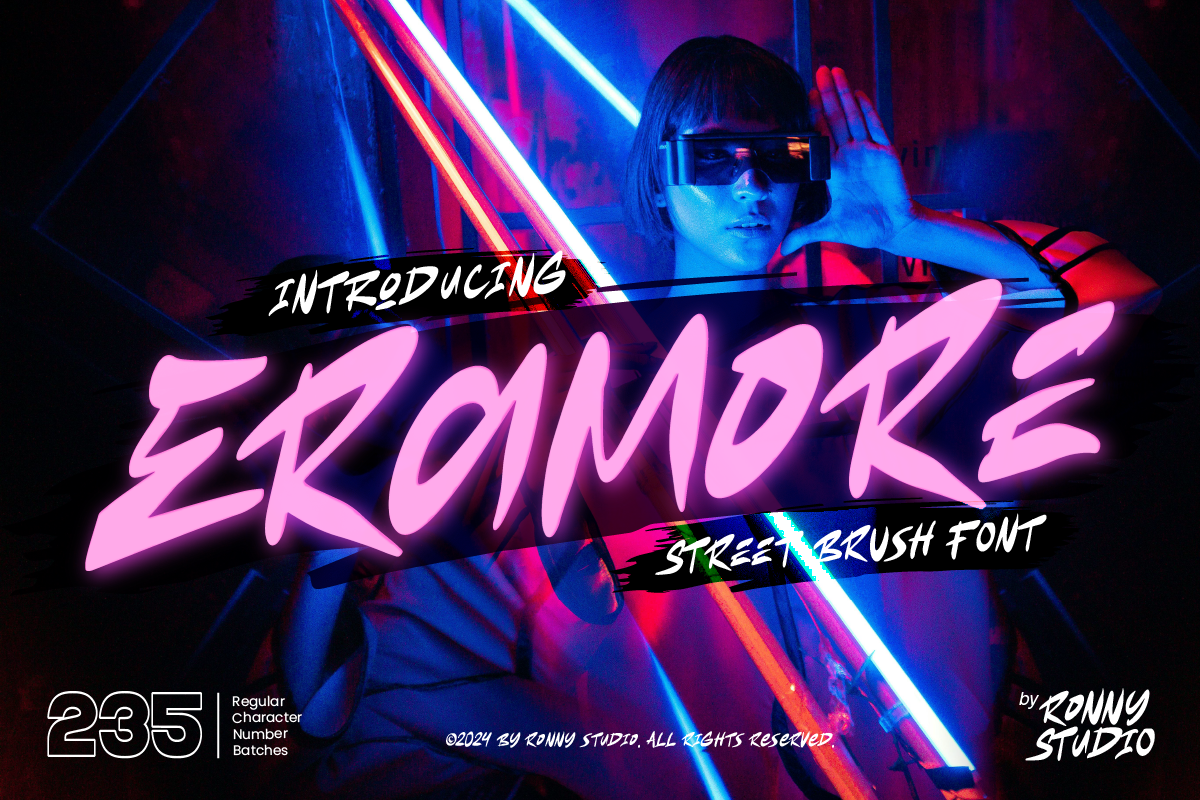 INTRODUCING
ERAMORE
STREET BRUSH FONT
235
Regular
Character
Number
Batches
©2024 BY RONNY STUDIO. ALL RIGHTS RESERVED.
by RONNY
STUDIO